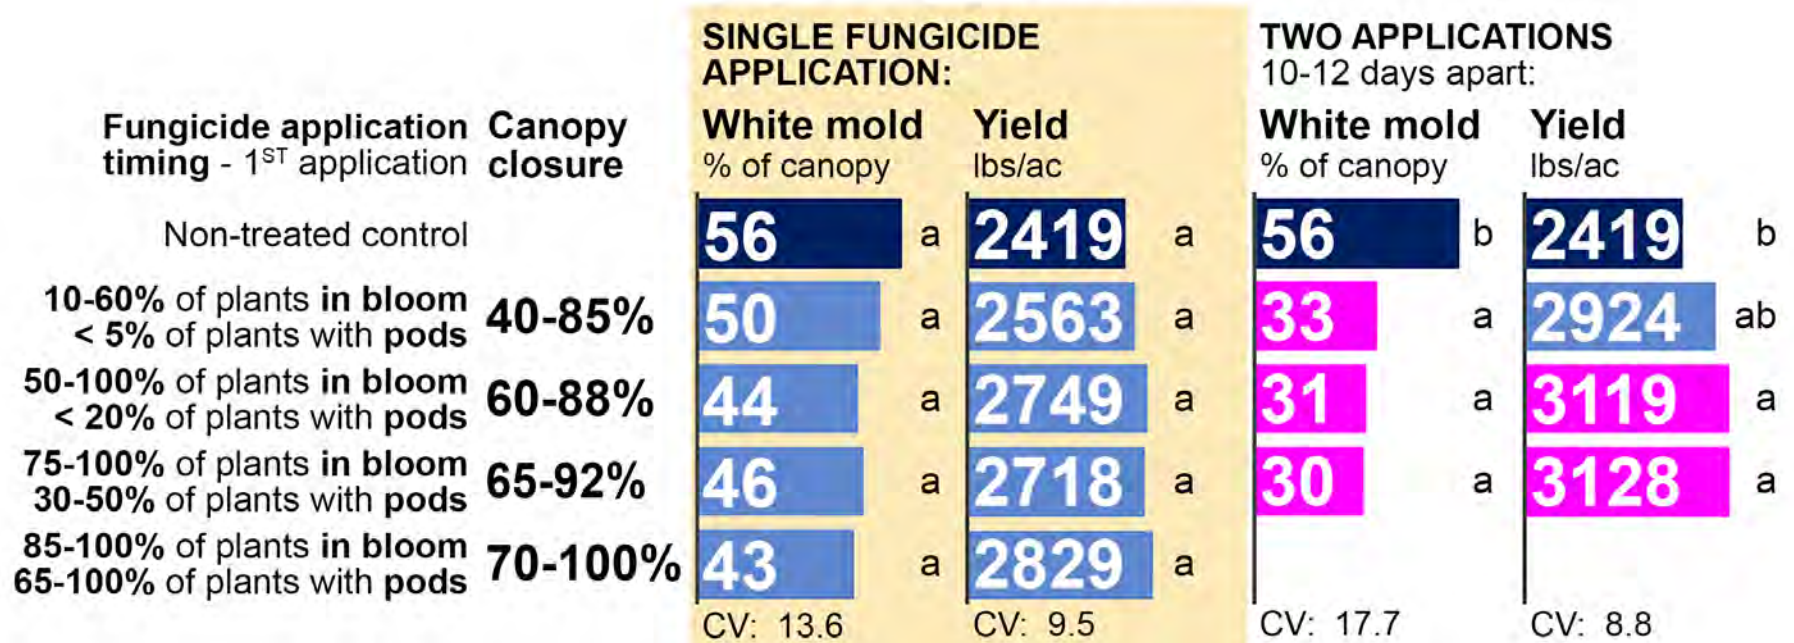 SINGLE FUNGICIDE
APPLICATION:
TWO APPLICATIONS
10-12 days apart:
Fungicide application
timing - 1ST application
Canopy
closure
White mold
% of canopy
Yield
lbs/ac
White mold
% of canopy
Yield
lbs/ac
Non-treated control
56 a 2419 a 56 b 2419 b
10-60% of plants in bloom
< 5% of plants with pods
40-85% 50 a 2563 a 33 a 2924 ab
50-100% of plants in bloom
< 20% of plants with pods
60-88% 44 a 2749 a 31 a 3119 a
75-100% of plants in bloom
30-50% of plants with pods
65-92% 46 a 2718 a 30 a 3128 a
85-100% of plants in bloom
65-100% of plants with pods
70-100% 43 a 2829 a
CV: 13.6 CV: 9.5 CV: 17.7 CV: 8.8